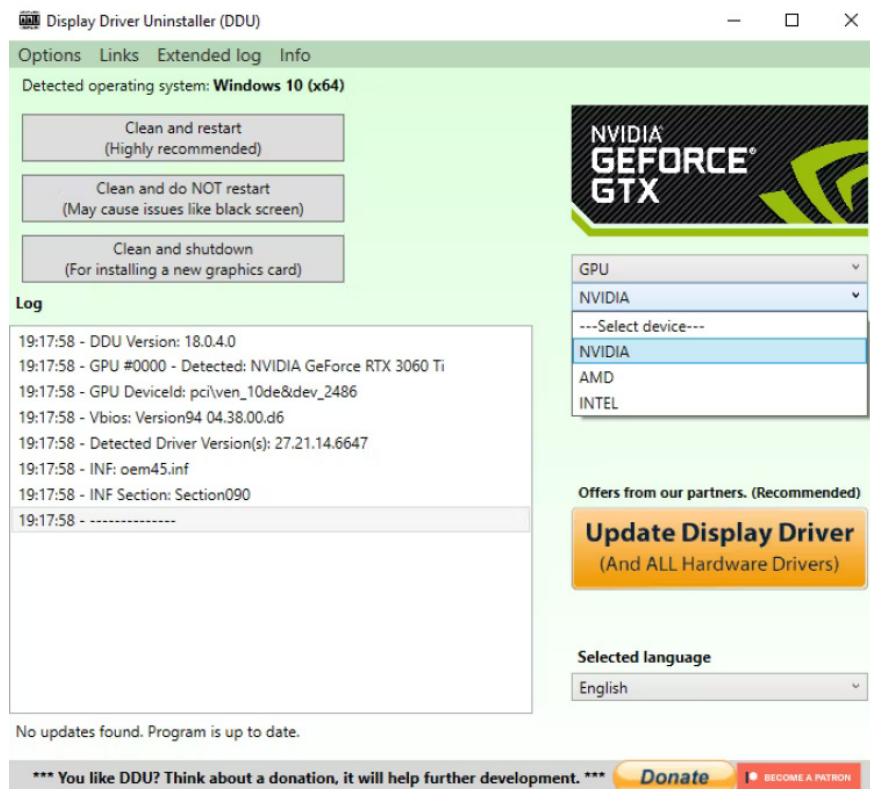 Display Driver Uninstaller (DDU)
Options Links Extended log Info
Detected operating system: Windows 10 (x64)
Clean and restart
(Highly recommended)
Clean and do NOT restart
(May cause issues like black screen)
Clean and shutdown
(For installing a new graphics card)
NVIDIA
GEFORCE®
GTX
GPU
NVIDIA
---Select device---
NVIDIA
AMD
INTEL
Log
19:17:58 - DDU Version: 18.0.4.0
19:17:58 - GPU #0000 - Detected: NVIDIA GeForce RTX 3060 Ti
19:17:58 - GPU DeviceId: pci\ven_10de&dev_2486
19:17:58 - Vbios: Version94 04.38.00.d6
19:17:58 - Detected Driver Version(s): 27.21.14.6647
19:17:58 - INF: oem45.inf
19:17:58 - INF Section: Section090
19:17:58 - --------------
Offers from our partners. (Recommended)
Update Display Driver
(And ALL Hardware Drivers)
Selected language
English
No updates found. Program is up to date.
*** You like DDU? Think about a donation, it will help further development. ***
Donate
BECOME A PATRON